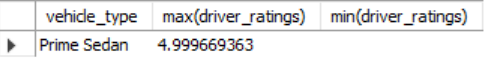 vehicle_type max(driver_ratings) min(driver_ratings)
Prime Sedan 4.999669363